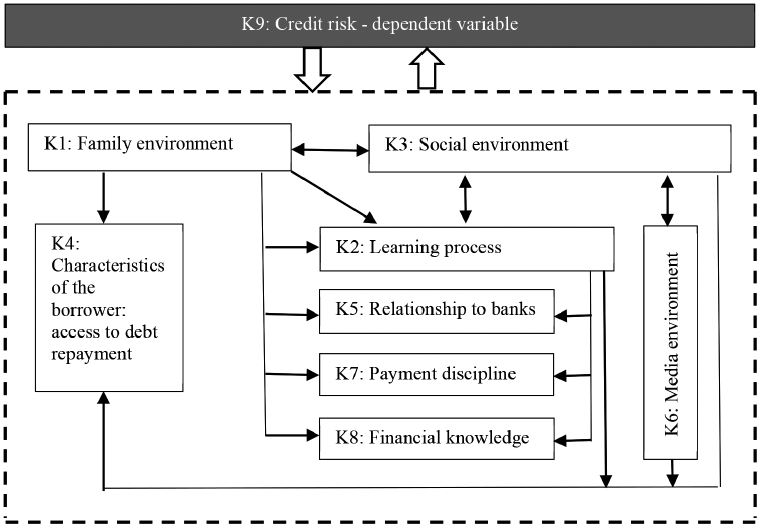 K9: Credit risk - dependent variable
K1: Family environment
K3: Social environment
K4:
Characteristics
of the
borrower:
access to debt
repayment
K2: Learning process
K5: Relationship to banks
K7: Payment discipline
K8: Financial knowledge
K6: Media environment